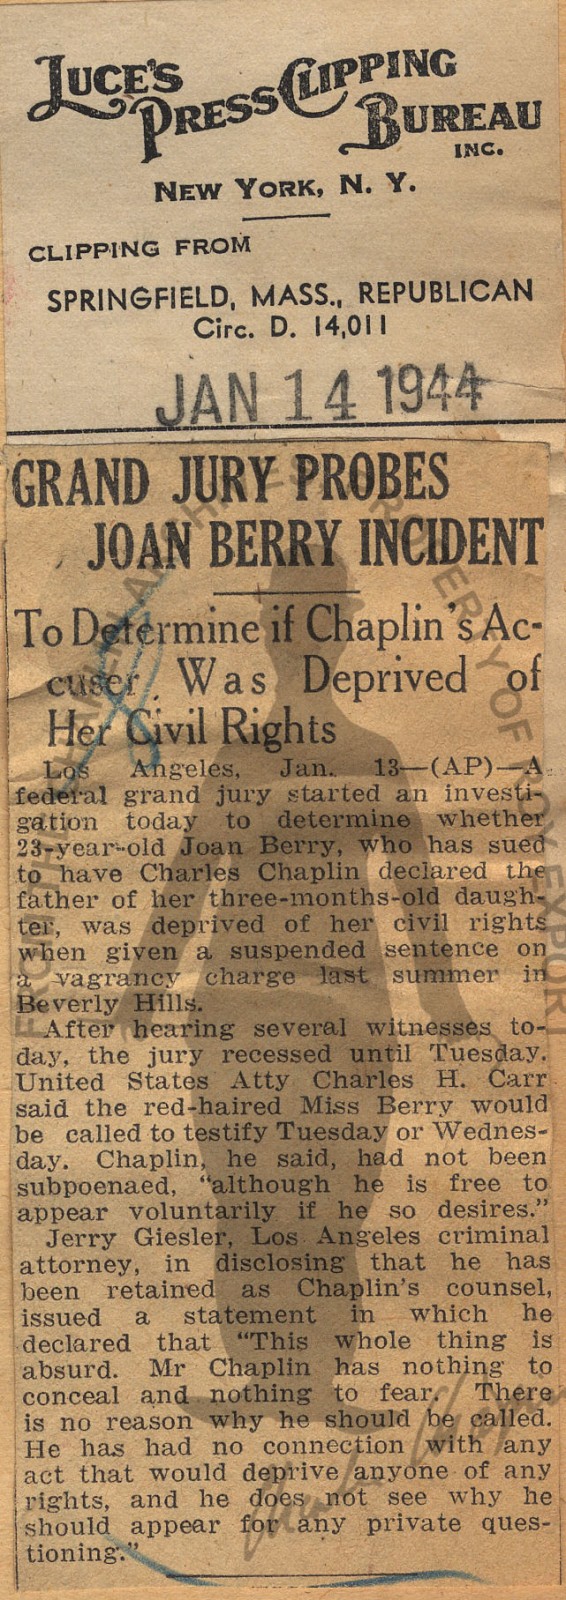 LUCE'S
PRESS CLIPPING
BUREAU
INC.
NEW YORK, N. Y.
CLIPPING FROM
SPRINGFIELD, MASS., REPUBLICAN
Circ. D. 14,011
JAN 14 1944
GRAND JURY PROBES
JOAN BERRY INCIDENT
To Determine if Chaplin's Ac-
cuser Was Deprived of
Her Civil Rights
Los Angeles, Jan. 13—(AP)—A
federal grand jury started an investi-
gation today to determine whether
23-year-old Joan Berry, who has sued
to have Charles Chaplin declared the
father of her three-months-old daugh-
ter, was deprived of her civil rights
when given a suspended sentence on
a vagrancy charge last summer in
Beverly Hills.
After hearing several witnesses to-
day, the jury recessed until Tuesday.
United States Atty Charles H. Carr
said the red-haired Miss Berry would
be called to testify Tuesday or Wednes-
day. Chaplin, he said, had not been
subpoenaed, "although he is free to
appear voluntarily if he so desires."
Jerry Giesler, Los Angeles criminal
attorney, in disclosing that he has
been retained as Chaplin's counsel,
issued a statement in which he
declared that "This whole thing is
absurd. Mr Chaplin has nothing to
conceal and nothing to fear. There
is no reason why he should be called.
He has had no connection with any
act that would deprive anyone of any
rights, and he does not see why he
should appear for any private ques-
tioning."